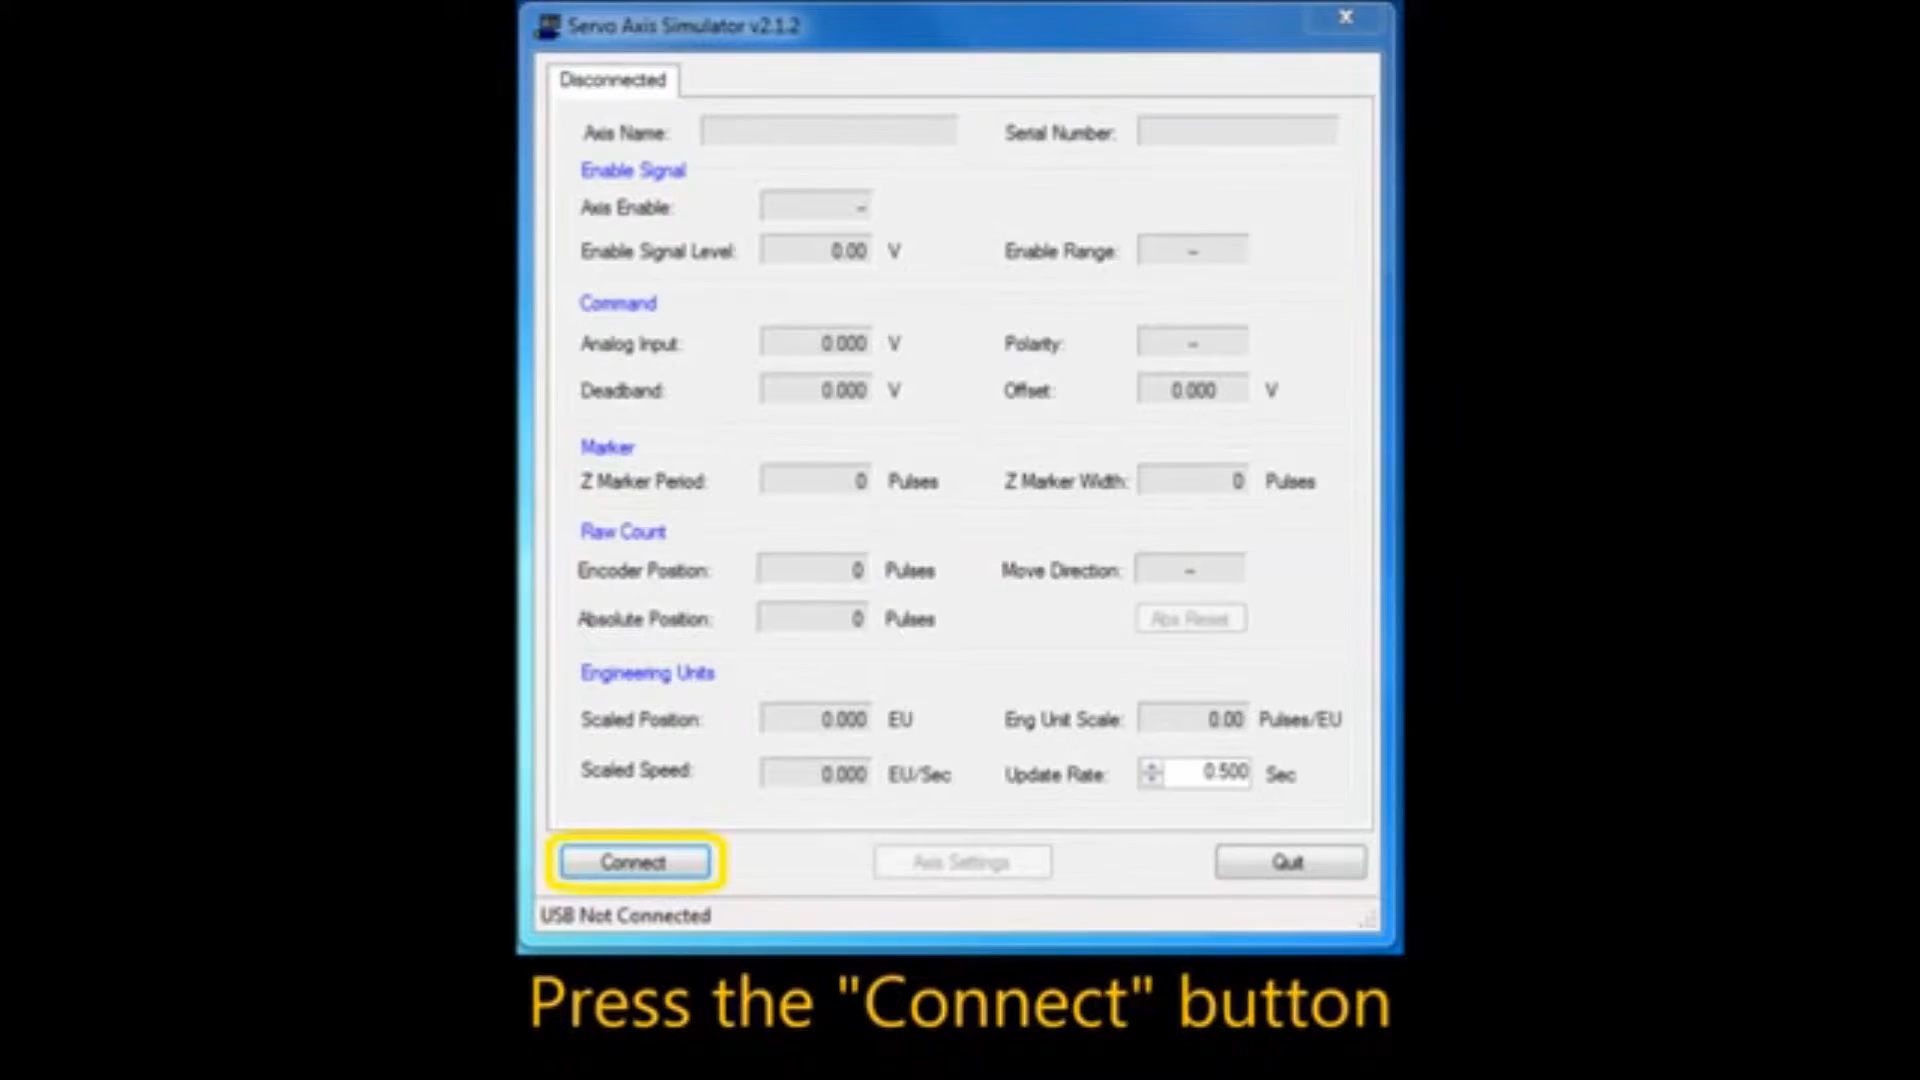 Servo Axis Simulator v2.1.2
x
Disconnected
Axis Name: Serial Number:
Enable Signal
Axis Enable: --
Enable Signal Level: 0.00 V Enable Range: --
Command
Analog Input: 0.000 V Polarity: --
Deadband: 0.000 V Offset: 0.000 V
Marker
Z Marker Period: 0 Pulses Z Marker Width: 0 Pulses
Raw Count
Encoder Position: 0 Pulses Move Direction: --
Absolute Position: 0 Pulses Abs Reset
Engineering Units
Scaled Position: 0.000 EU Eng Unit Scale: 0.00 Pulses/EU
Scaled Speed: 0.000 EU/Sec Update Rate: 0.500 Sec
Connect Axis Settings Quit
USB Not Connected
Press the "Connect" button